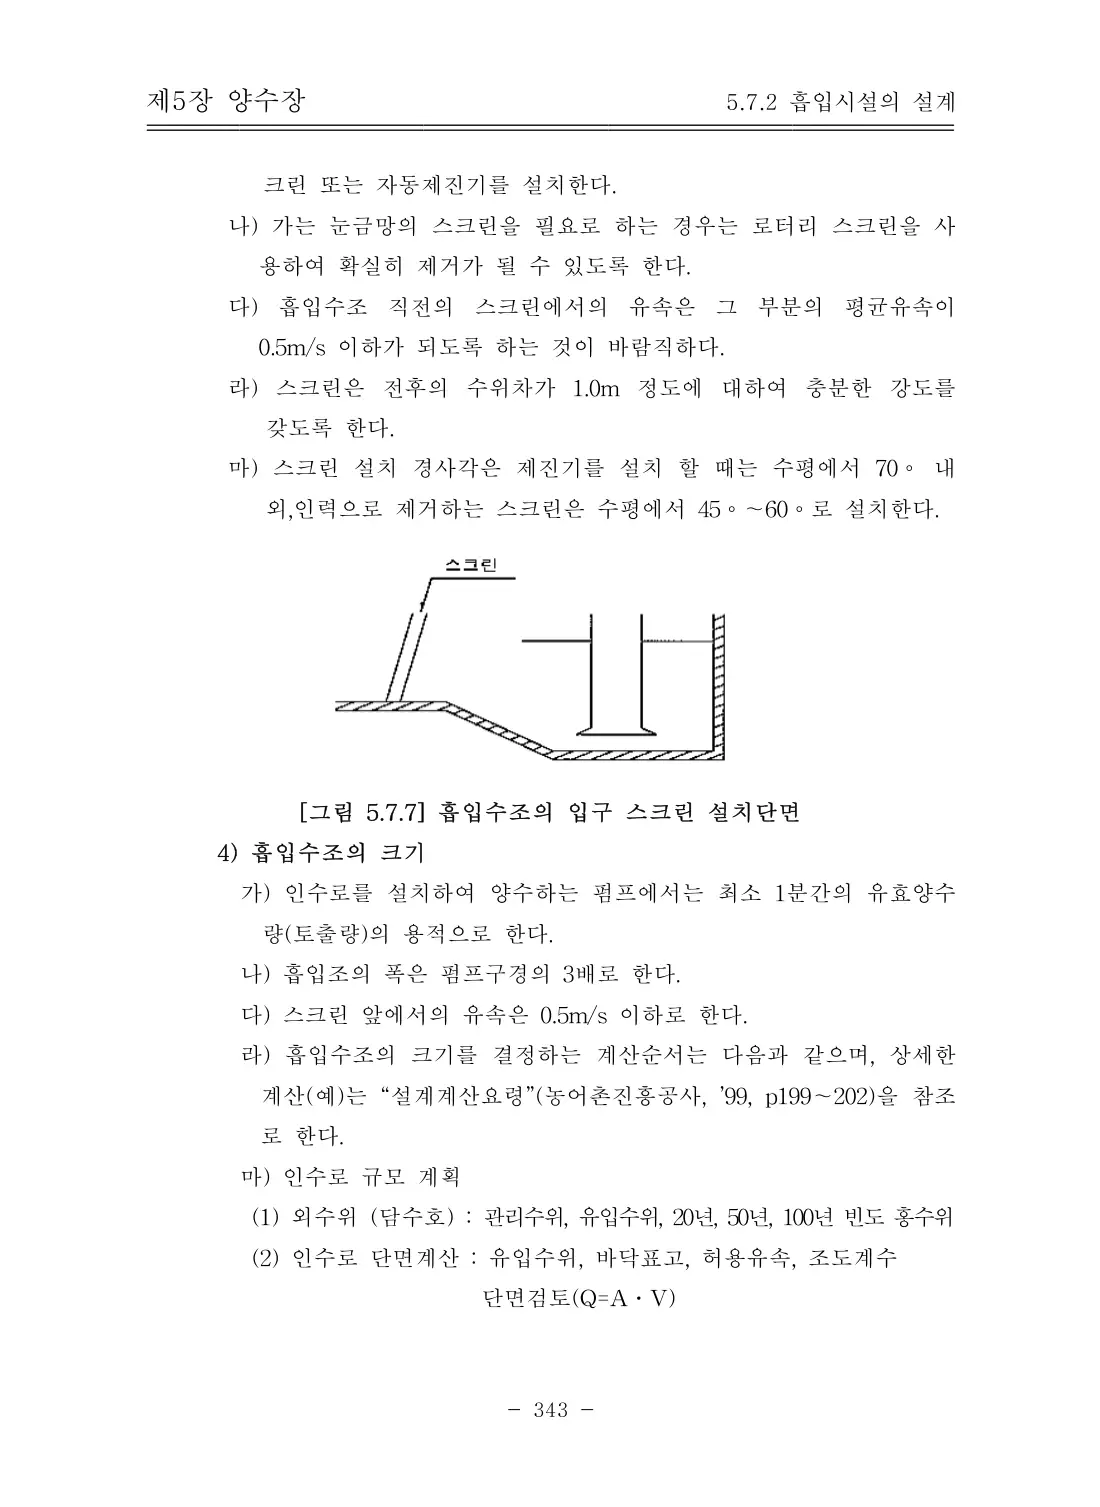 제5장 양수장 5.7.2 흡입시설의 설계
크린 또는 자동제진기를 설치한다.
나) 가는 눈금망의 스크린을 필요로 하는 경우는 로터리 스크린을 사
용하여 확실히 제거가 될 수 있도록 한다.
다) 흡입수조 직전의 스크린에서의 유속은 그 부분의 평균유속이
0.5m/s 이하가 되도록 하는 것이 바람직하다.
라) 스크린은 전후의 수위차가 1.0m 정도에 대하여 충분한 강도를
갖도록 한다.
마) 스크린 설치 경사각은 제진기를 설치 할 때는 수평에서 70∘ 내
외,인력으로 제거하는 스크린은 수평에서 45∘~60∘로 설치한다.
스크린
[그림 5.7.7] 흡입수조의 입구 스크린 설치단면
4) 흡입수조의 크기
가) 인수로를 설치하여 양수하는 펌프에서는 최소 1분간의 유효양수
량(토출량)의 용적으로 한다.
나) 흡입조의 폭은 펌프구경의 3배로 한다.
다) 스크린 앞에서의 유속은 0.5m/s 이하로 한다.
라) 흡입수조의 크기를 결정하는 계산순서는 다음과 같으며, 상세한
계산(예)는 “설계계산요령”(농어촌진흥공사, ’99, p199~202)을 참조
로 한다.
마) 인수로 규모 계획
(1) 외수위 (담수호) : 관리수위, 유입수위, 20년, 50년, 100년 빈도 홍수위
(2) 인수로 단면계산 : 유입수위, 바닥표고, 허용유속, 조도계수
단면검토(Q=A·V)
- 343 -